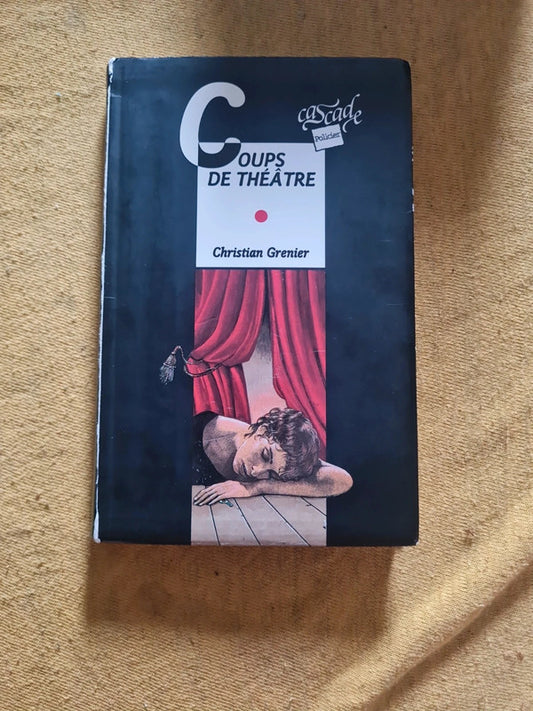 caScade
Policier
COUPS
DE THÉÂTRE
Christian Grenier